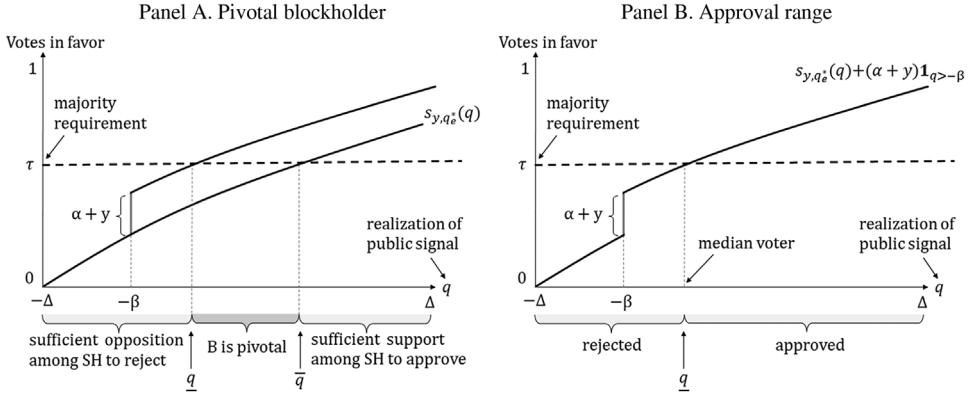 Panel A. Pivotal blockholder
Votes in favor
1
majority
requirement
τ
α + y
0
−Δ
−β
Δ
q
s_{y,q_e^*}(q)
realization of
public signal
sufficient opposition
among SH to reject
B is pivotal
sufficient support
among SH to approve
q̲
q̅
Panel B. Approval range
Votes in favor
1
s_{y,q_e^*}(q)+(α + y)𝟏_{q>−β}
majority
requirement
τ
α + y
median voter
realization of
public signal
0
−Δ
−β
Δ
q
rejected
approved
q̲